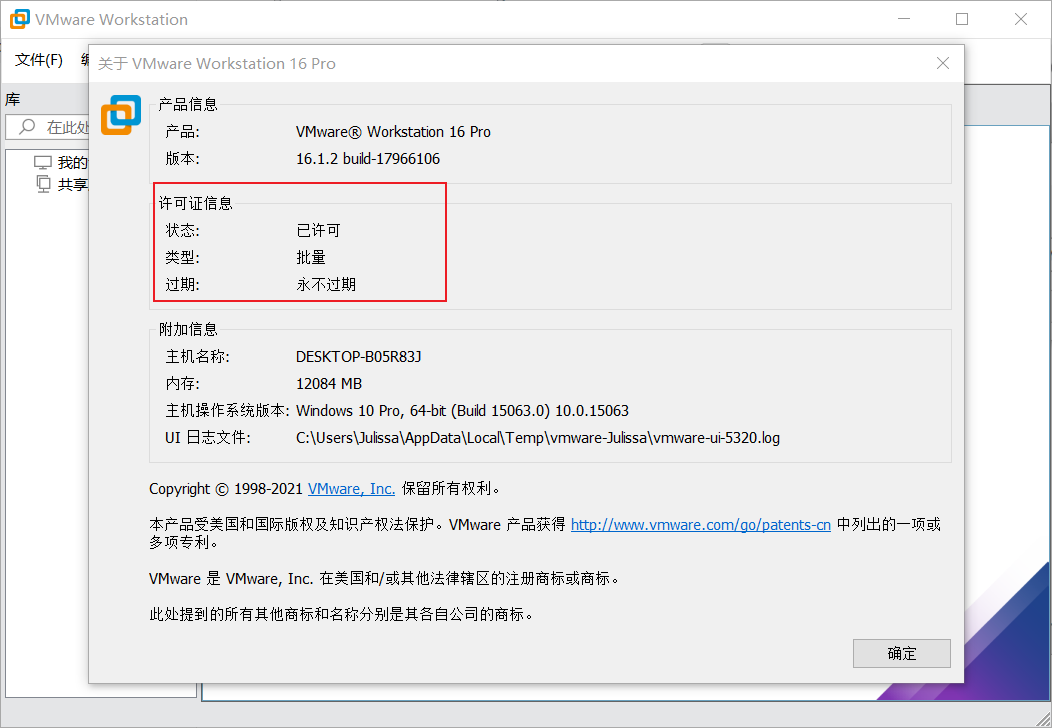 VMware Workstation
文件(F)
关于 VMware Workstation 16 Pro
库
在此处
我的
共享
产品信息
产品: VMware® Workstation 16 Pro
版本: 16.1.2 build-17966106
许可证信息
状态: 已许可
类型: 批量
过期: 永不过期
附加信息
主机名称: DESKTOP-B05R83J
内存: 12084 MB
主机操作系统版本: Windows 10 Pro, 64-bit (Build 15063.0) 10.0.15063
UI 日志文件: C:\Users\Julissa\AppData\Local\Temp\vmware-Julissa\vmware-ui-5320.log
Copyright © 1998-2021 VMware, Inc. 保留所有权利。
本产品受美国和国际版权及知识产权法保护。VMware 产品获得 http://www.vmware.com/go/patents-cn 中列出的一项或
多项专利。
VMware 是 VMware, Inc. 在美国和/或其他法律辖区的注册商标或商标。
此处提到的所有其他商标和名称分别是其各自公司的商标。
确定